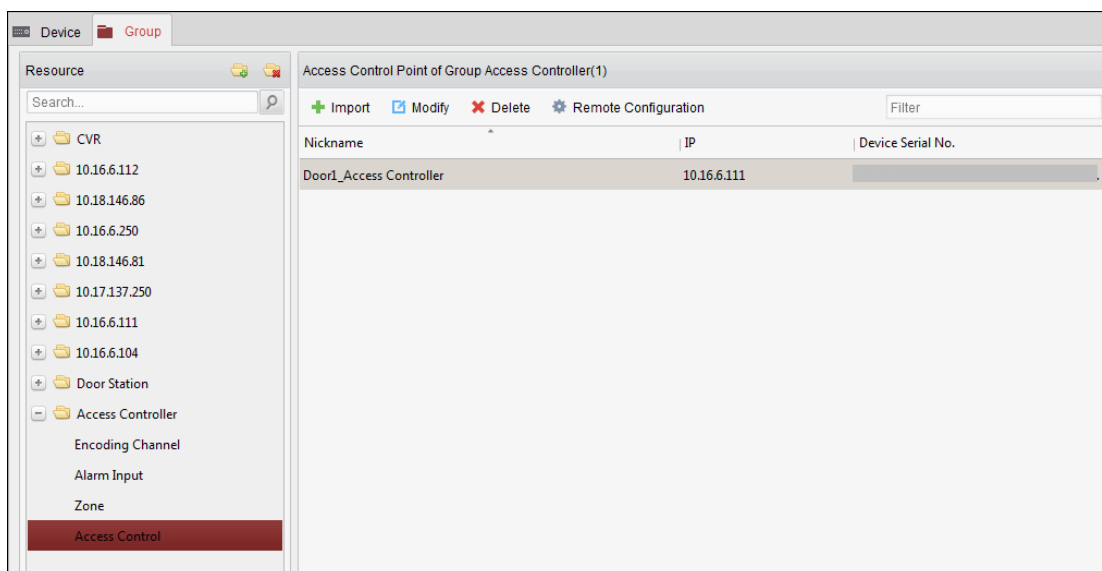 Device Group
Resource
Search...
CVR
10.16.6.112
10.18.146.86
10.16.6.250
10.18.146.81
10.17.137.250
10.16.6.111
10.16.6.104
Door Station
Access Controller
Encoding Channel
Alarm Input
Zone
Access Control
Access Control Point of Group Access Controller(1)
Import Modify Delete Remote Configuration Filter
Nickname IP Device Serial No.
Door1_Access Controller 10.16.6.111